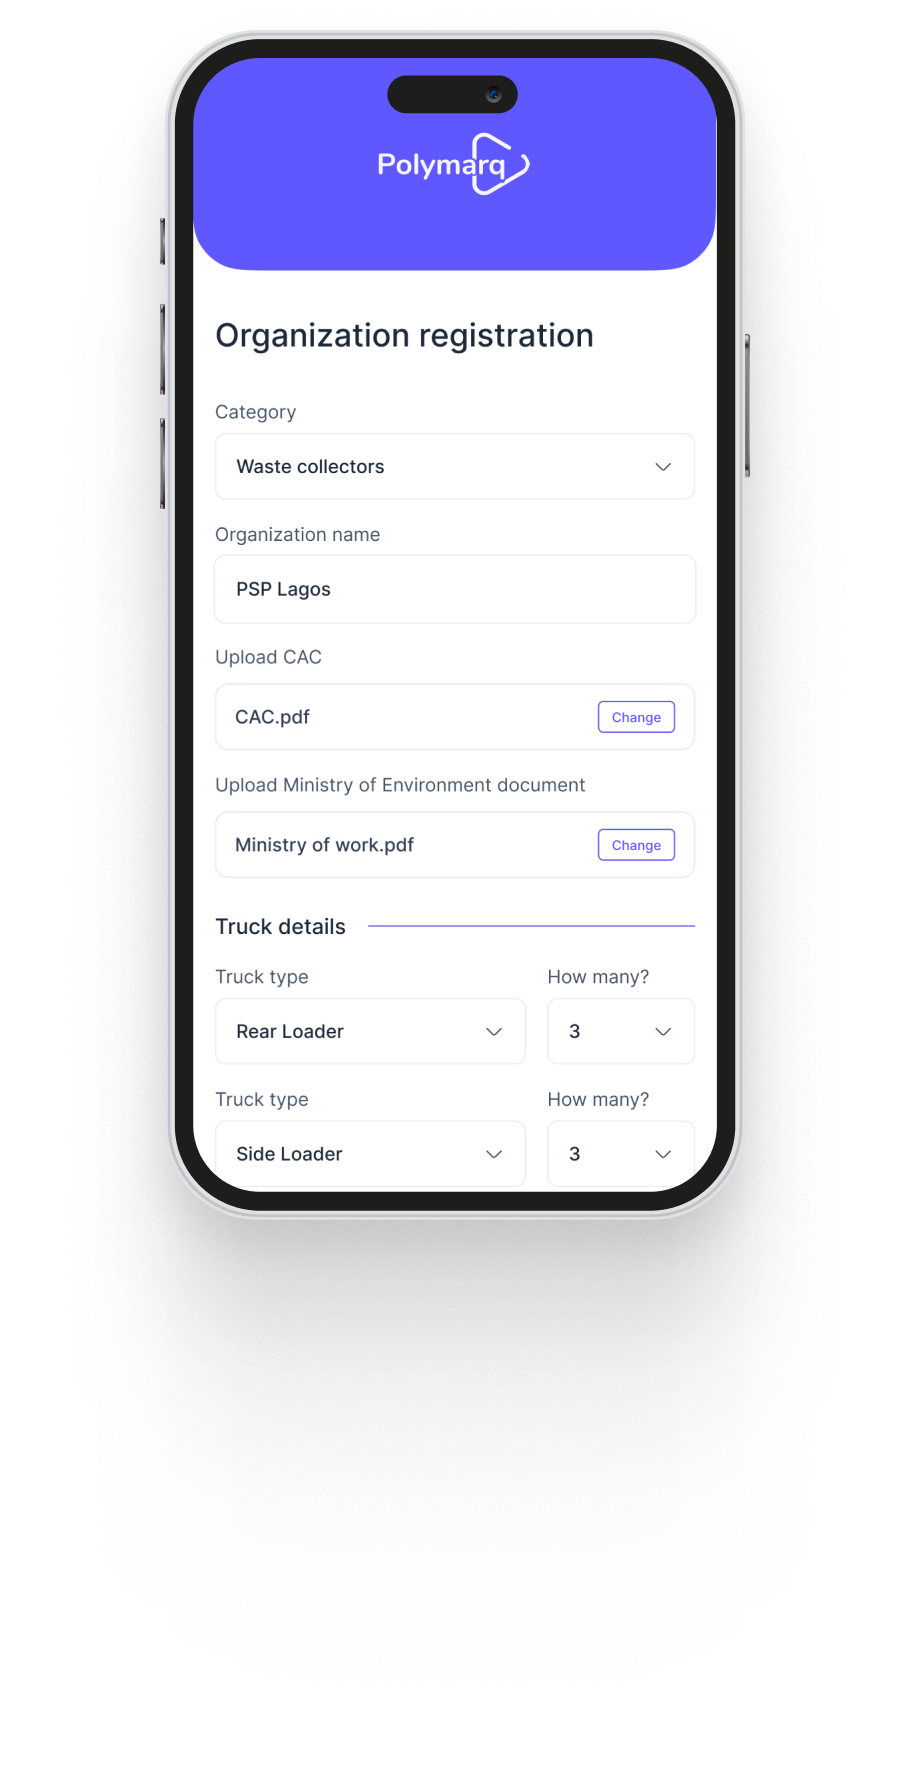 Polymarq
Organization registration
Category
Waste collectors
Organization name
PSP Lagos
Upload CAC
CAC.pdf
Change
Upload Ministry of Environment document
Ministry of work.pdf
Change
Truck details
Truck type How many?
Rear Loader 3
Truck type How many?
Side Loader 3